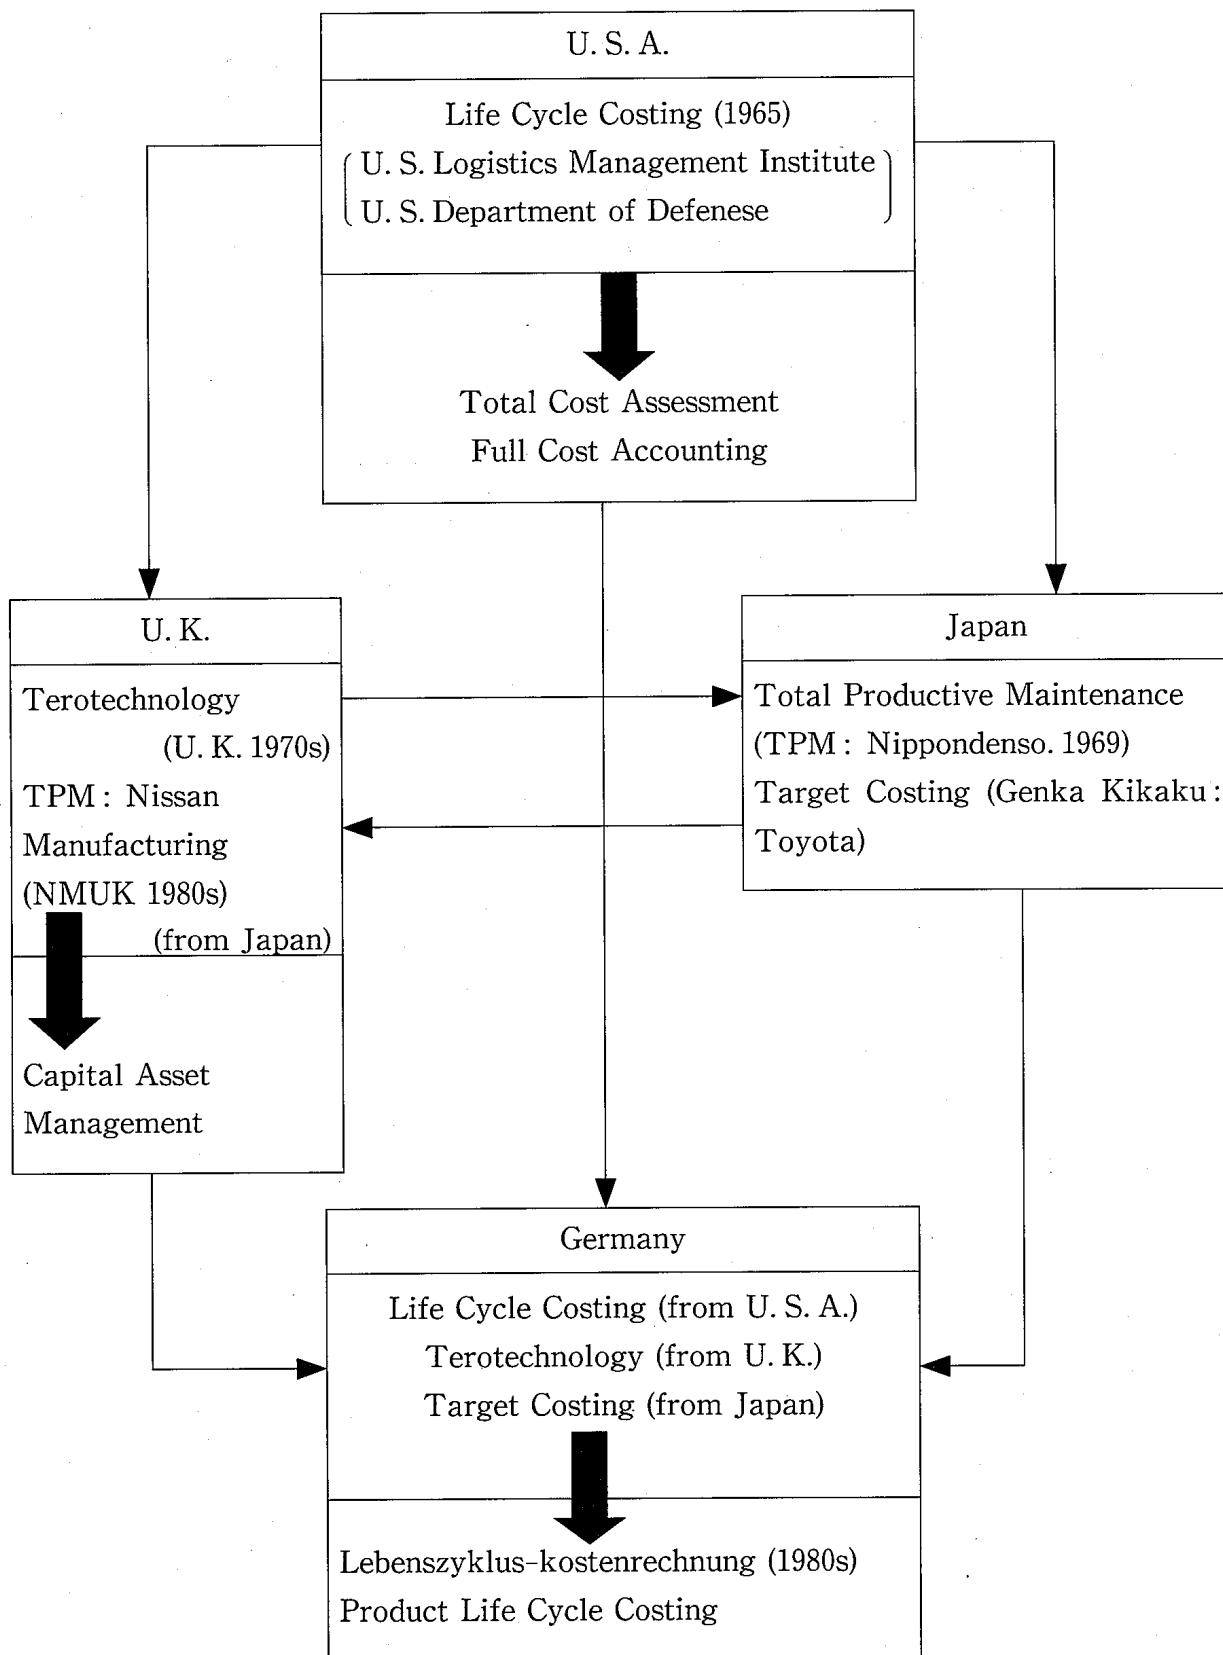 U. S. A.
Life Cycle Costing (1965)
U. S. Logistics Management Institute
U. S. Department of Defenese
Total Cost Assessment
Full Cost Accounting
U. K.
Terotechnology
(U. K. 1970s)
TPM : Nissan
Manufacturing
(NMUK 1980s)
(from Japan)
Capital Asset
Management
Japan
Total Productive Maintenance
(TPM : Nippondenso. 1969)
Target Costing (Genka Kikaku :
Toyota)
Germany
Life Cycle Costing (from U. S. A.)
Terotechnology (from U. K.)
Target Costing (from Japan)
Lebenszyklus-kostenrechnung (1980s)
Product Life Cycle Costing